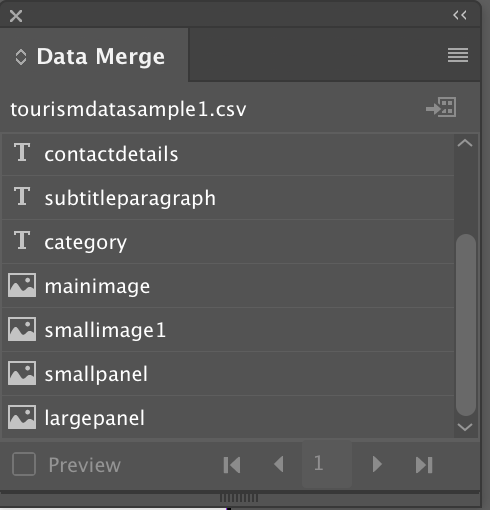 Data Merge
tourismdatasample1.csv
contactdetails
subtitleparagraph
category
mainimage
smallimage1
smallpanel
largepanel
Preview 1